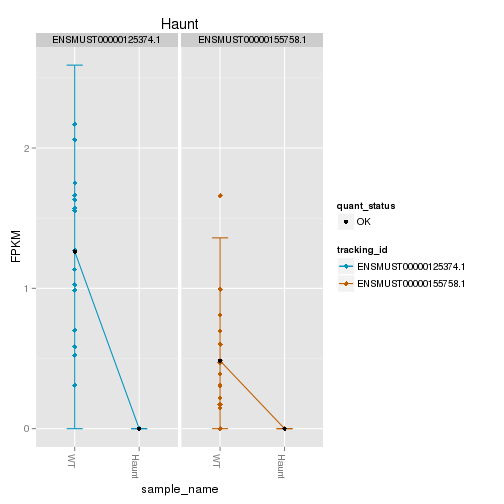 Haunt
ENSMUST00000125374.1
ENSMUST00000155758.1
FPKM
2
1
0
WT
Haunt
WT
Haunt
sample_name
quant_status
OK
tracking_id
ENSMUST00000125374.1
ENSMUST00000155758.1